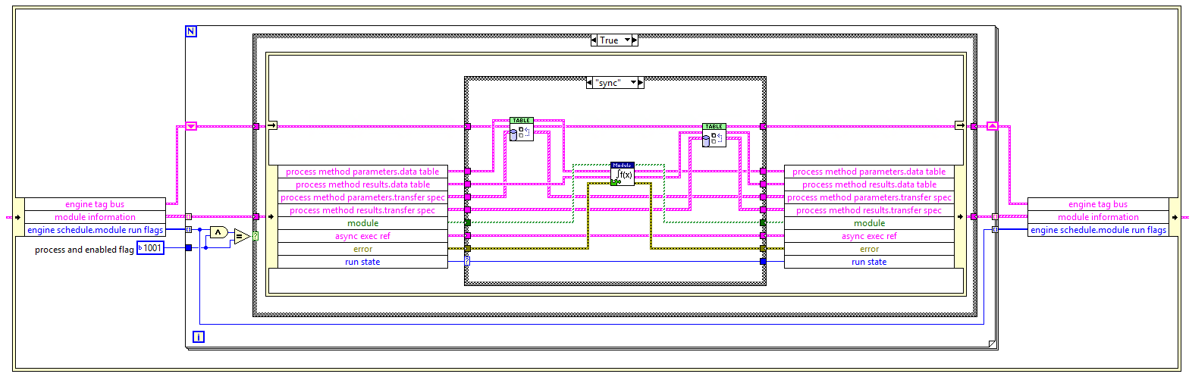 N
True
"sync"
TABLE
TABLE
Module
∫f(x)
process method parameters.data table
process method results.data table
process method parameters.transfer spec
process method results.transfer spec
module
async exec ref
error
run state
process method parameters.data table
process method results.data table
process method parameters.transfer spec
process method results.transfer spec
module
async exec ref
error
run state
engine tag bus
module information
engine schedule.module run flags
process and enabled flag
b 1001
=
?
?
engine tag bus
module information
engine schedule.module run flags
i